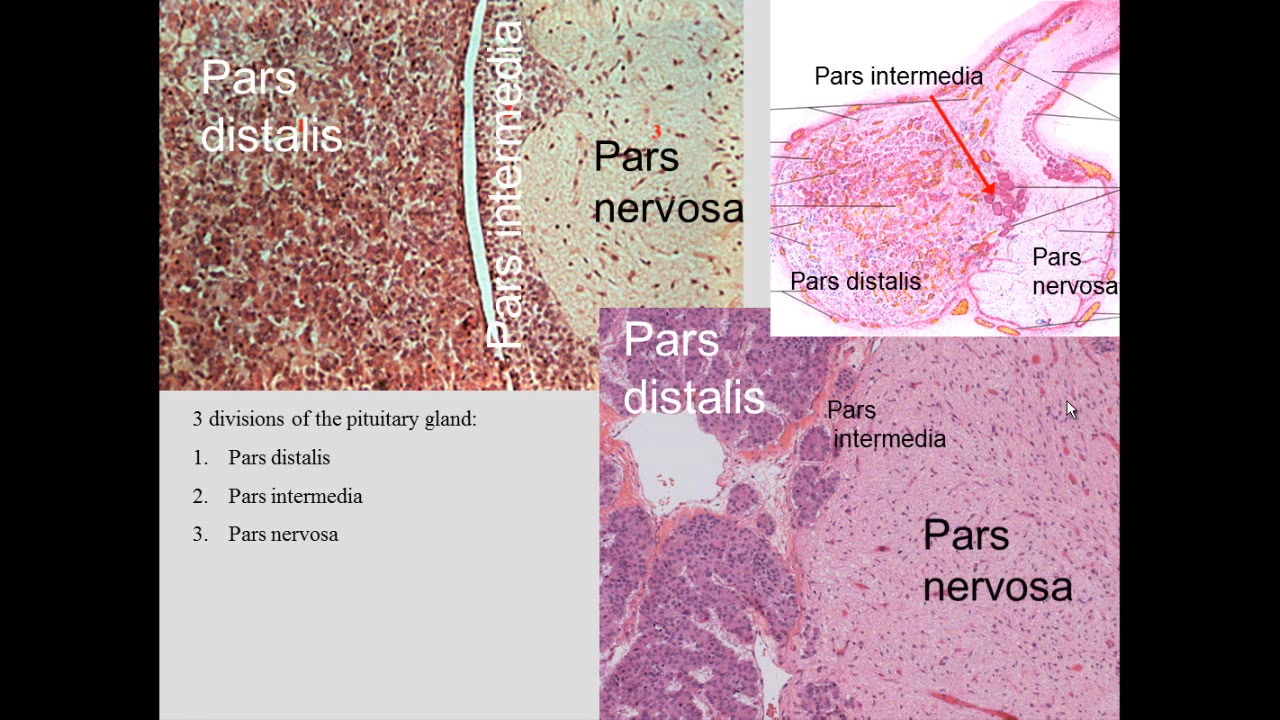 Pars
distalis
Pars intermedia
3
Pars
nervosa
Pars intermedia
Pars distalis
Pars
nervosa
3 divisions of the pituitary gland:
1. Pars distalis
2. Pars intermedia
3. Pars nervosa
Pars
distalis
Pars
intermedia
Pars
nervosa